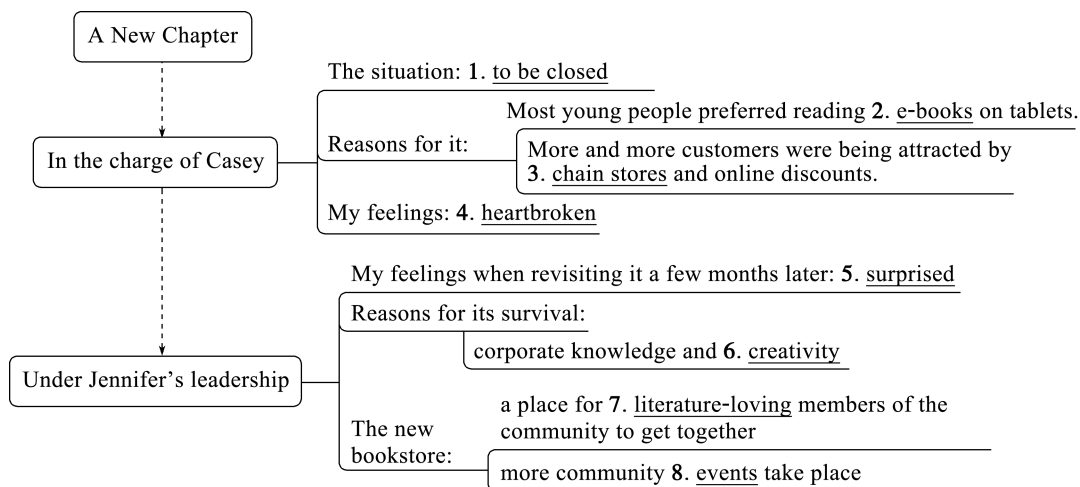 A New Chapter
The situation: 1. to be closed
Most young people preferred reading 2. e-books on tablets.
In the charge of Casey
Reasons for it:
More and more customers were being attracted by
3. chain stores and online discounts.
My feelings: 4. heartbroken
My feelings when revisiting it a few months later: 5. surprised
Reasons for its survival:
corporate knowledge and 6. creativity
Under Jennifer's leadership
a place for 7. literature-loving members of the
community to get together
The new
bookstore:
more community 8. events take place